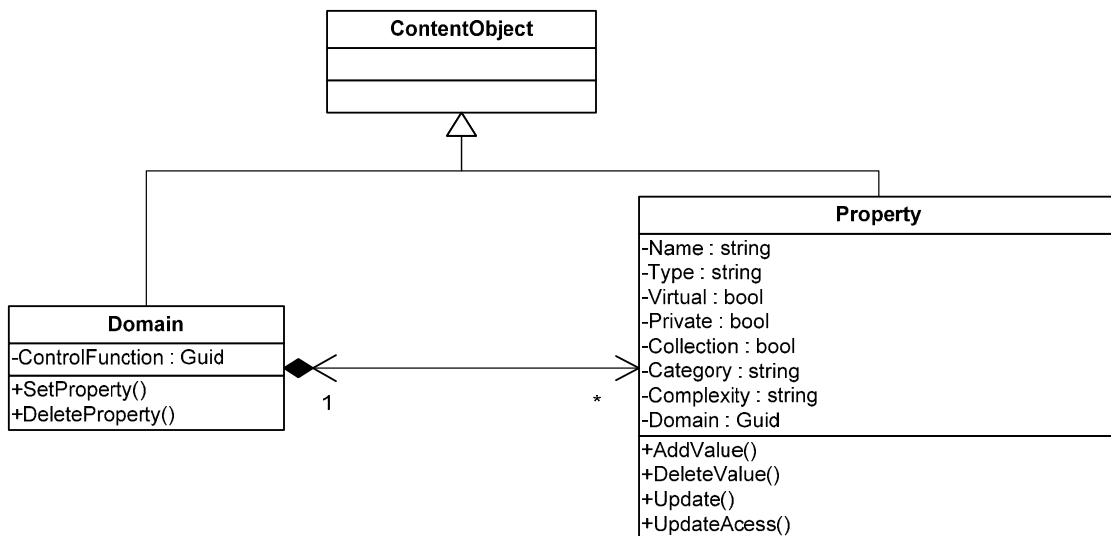 ContentObject
Domain
-ControlFunction : Guid
+SetProperty()
+DeleteProperty()
1
*
Property
-Name : string
-Type : string
-Virtual : bool
-Private : bool
-Collection : bool
-Category : string
-Complexity : string
-Domain : Guid
+AddValue()
+DeleteValue()
+Update()
+UpdateAcess()